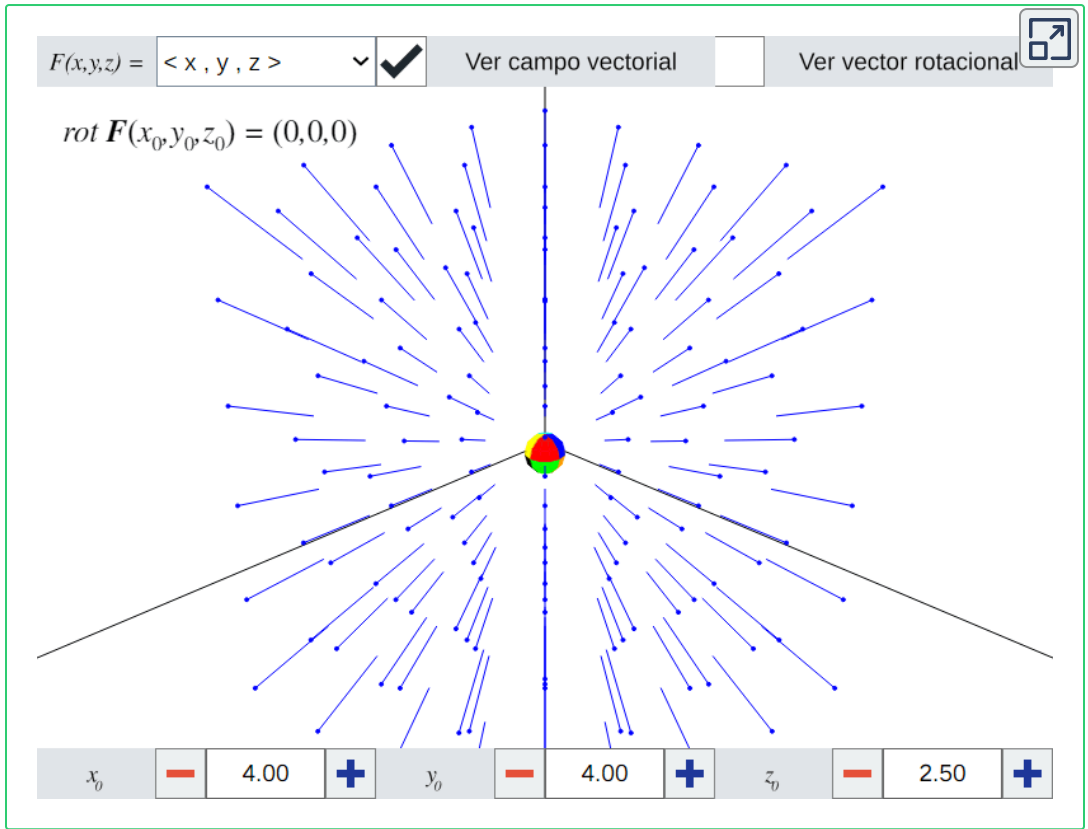 F(x,y,z) = < x , y , z > Ver campo vectorial Ver vector rotacional
rot F(x₀,y₀,z₀) = (0,0,0)
x₀ 4.00 y₀ 4.00 z₀ 2.50